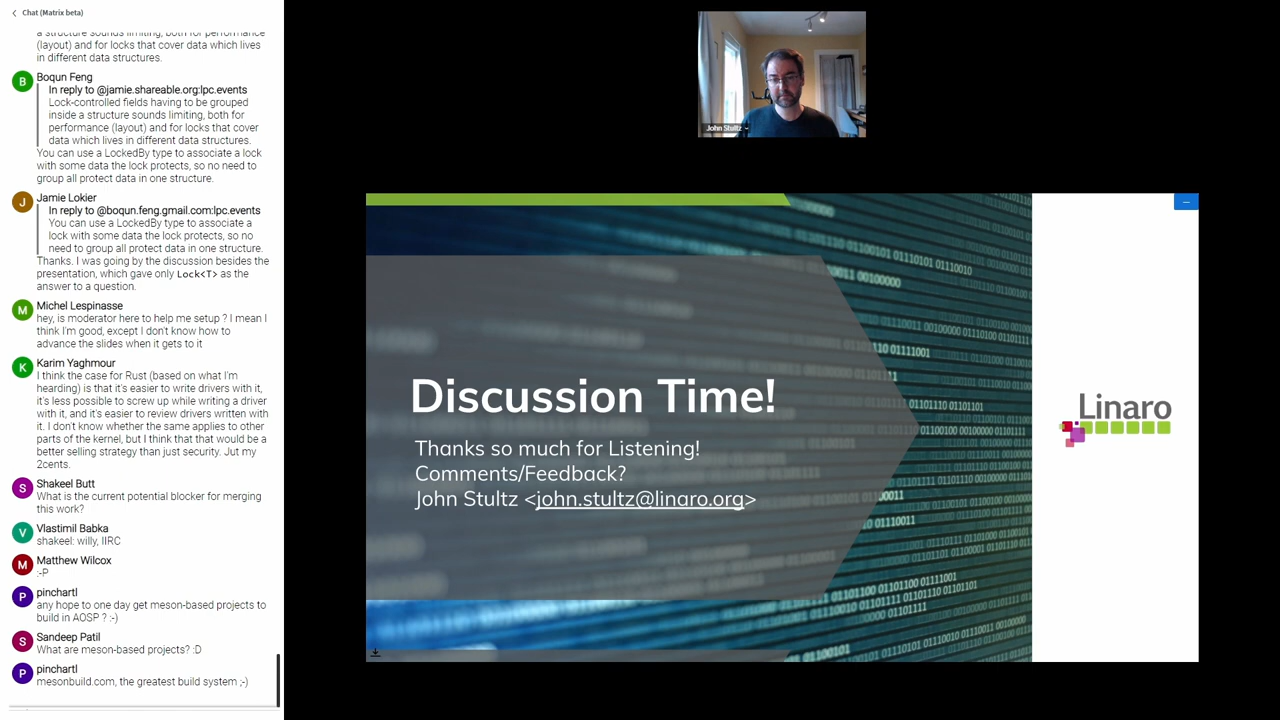 Chat (Matrix beta)
a structure sounds limiting, both for performance
(layout) and for locks that cover data which lives
in different data structures.
B
Boqun Feng
In reply to @jamie.shareable.org:lpc.events
Lock-controlled fields having to be grouped
inside a structure sounds limiting, both for
performance (layout) and for locks that cover
data which lives in different data structures.
You can use a LockedBy type to associate a lock
with some data the lock protects, so no need to
group all protect data in one structure.
J
Jamie Lokier
In reply to @boqun.feng.gmail.com:lpc.events
You can use a LockedBy type to associate a
lock with some data the lock protects, so no
need to group all protect data in one structure.
Thanks. I was going by the discussion besides the
presentation, which gave only Lock<T> as the
answer to a question.
M
Michel Lespinasse
hey, is moderator here to help me setup ? I mean I
think I'm good, except I don't know how to
advance the slides when it gets to it
K
Karim Yaghmour
I think the case for Rust (based on what I'm
hearding) is that it's easier to write drivers with it,
it's less possible to screw up while writing a driver
with it, and it's easier to review drivers written with
it. I don't know whether the same applies to other
parts of the kernel, but I think that that would.be a
better selling strategy than just security. Jut my
2cents.
S
Shakeel Butt
What is the current potential blocker for merging
this work?
V
Vlastimil Babka
shakeel: willy, IIRC
M
Matthew Wilcox
:-P
P
pinchartl
any hope to one day get meson-based projects to
build in AOSP ? :-)
S
Sandeep Patil
What are meson-based projects? :D
P
pinchartl
mesonbuild.com, the greatest build system ;-)
John Stultz
Discussion Time!
Thanks so much for Listening!
Comments/Feedback?
John Stultz <john.stultz@linaro.org>
Linaro